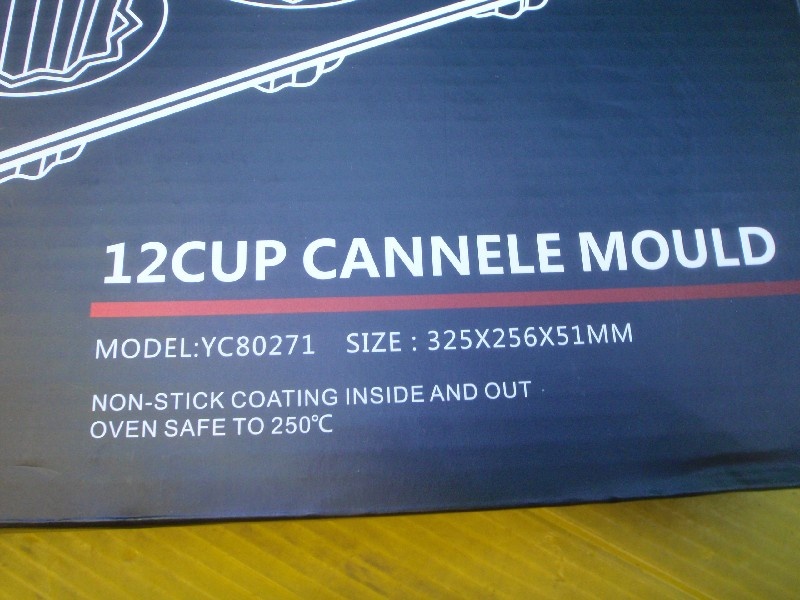 12CUP CANNELE MOULD
MODEL:YC80271 SIZE : 325X256X51MM
NON-STICK COATING INSIDE AND OUT
OVEN SAFE TO 250℃